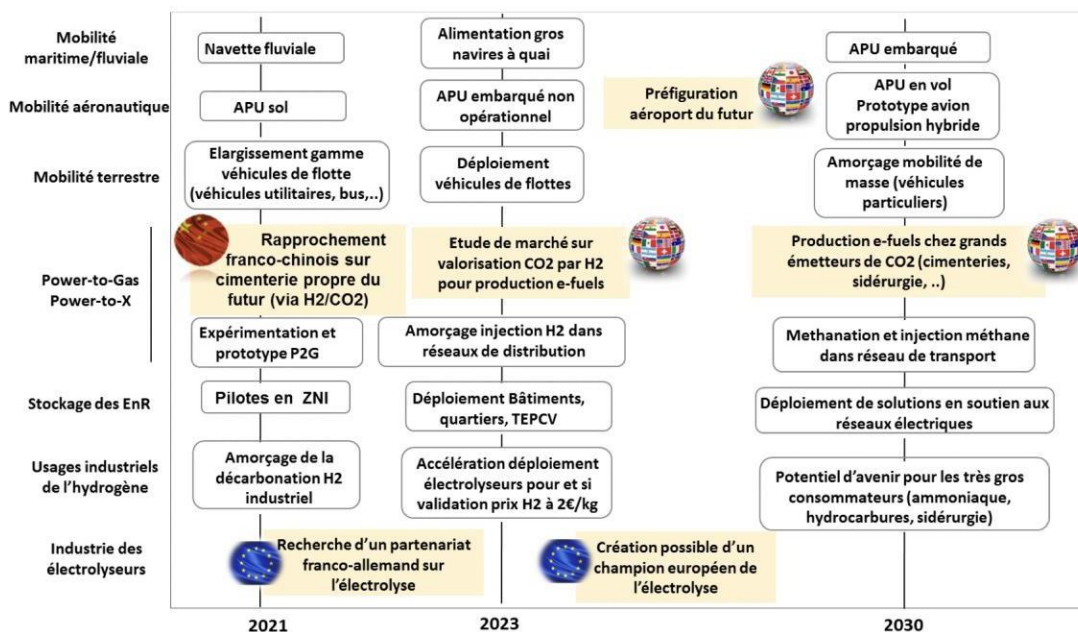 Mobilité
maritime/fluviale
Navette fluviale
Alimentation gros
navires à quai
APU embarqué
Mobilité aéronautique
APU sol
APU embarqué non
opérationnel
Préfiguration
aéroport du futur
APU en vol
Prototype avion
propulsion hybride
Mobilité terrestre
Elargissement gamme
véhicules de flotte
(véhicules utilitaires, bus,..)
Déploiement
véhicules de flottes
Amorçage mobilité de
masse (véhicules
particuliers)
Power-to-Gas
Power-to-X
Rapprochement
franco-chinois sur
cimenterie propre du
futur (via H2/CO2)
Etude de marché sur
valorisation CO2 par H2
pour production e-fuels
Production e-fuels chez grands
émetteurs de CO2 (cimenteries,
sidérurgie, ..)
Expérimentation et
prototype P2G
Amorçage injection H2 dans
réseaux de distribution
Methanation et injection méthane
dans réseau de transport
Stockage des EnR
Pilotes en ZNI
Déploiement Bâtiments,
quartiers, TEPCV
Déploiement de solutions en soutien aux
réseaux électriques
Usages industriels
de l'hydrogène
Amorçage de la
décarbonation H2
industriel
Accélération déploiement
électrolyseurs pour et si
validation prix H2 à 2€/kg
Potentiel d'avenir pour les très gros
consommateurs (ammoniaque,
hydrocarbures, sidérurgie)
Industrie des
électrolyseurs
Recherche d'un partenariat
franco-allemand sur
l'électrolyse
Création possible d'un
champion européen de
l'électrolyse
2021
2023
2030